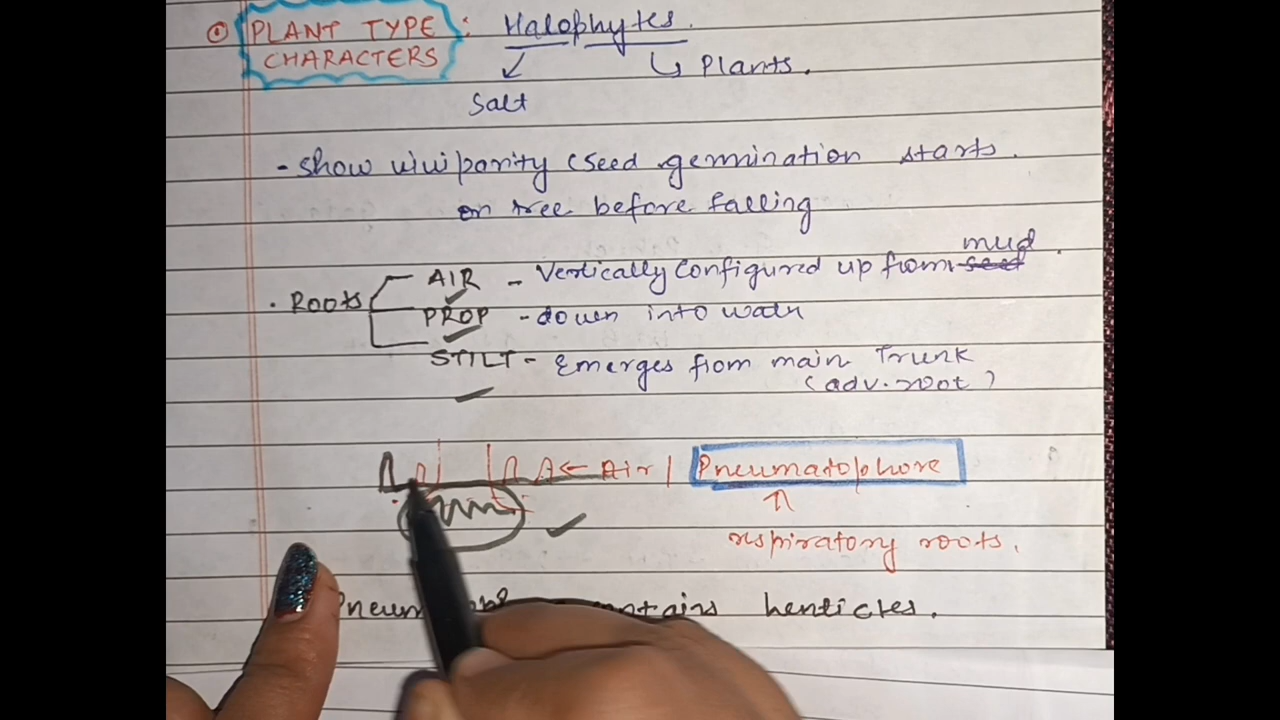 PLANT TYPE : Halophytes.
CHARACTERS
Plants.
Salt
- show viviparity (seed germination starts.
on tree before falling
mud
AIR - Vertically Configured up from seed.
. Roots
PROP - down into watr
STILT - Emerges from main Trunk
(adv. root)
Air | Pneumatophore
respiratory roots.
contains lenticles.